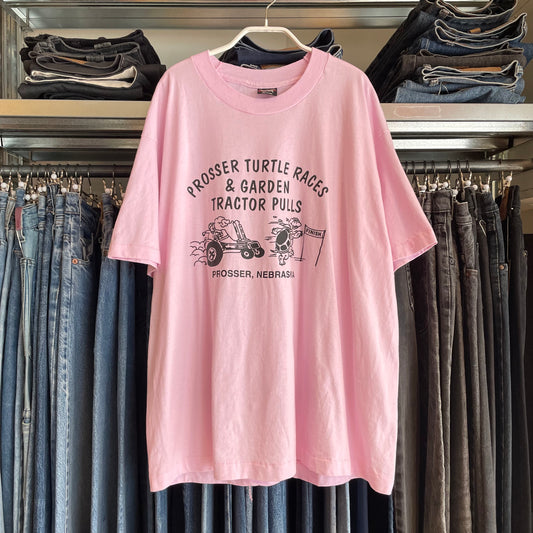 PROSSER TURTLE RACES
& GARDEN
TRACTOR PULLS
FINISH
PROSSER, NEBRASKA